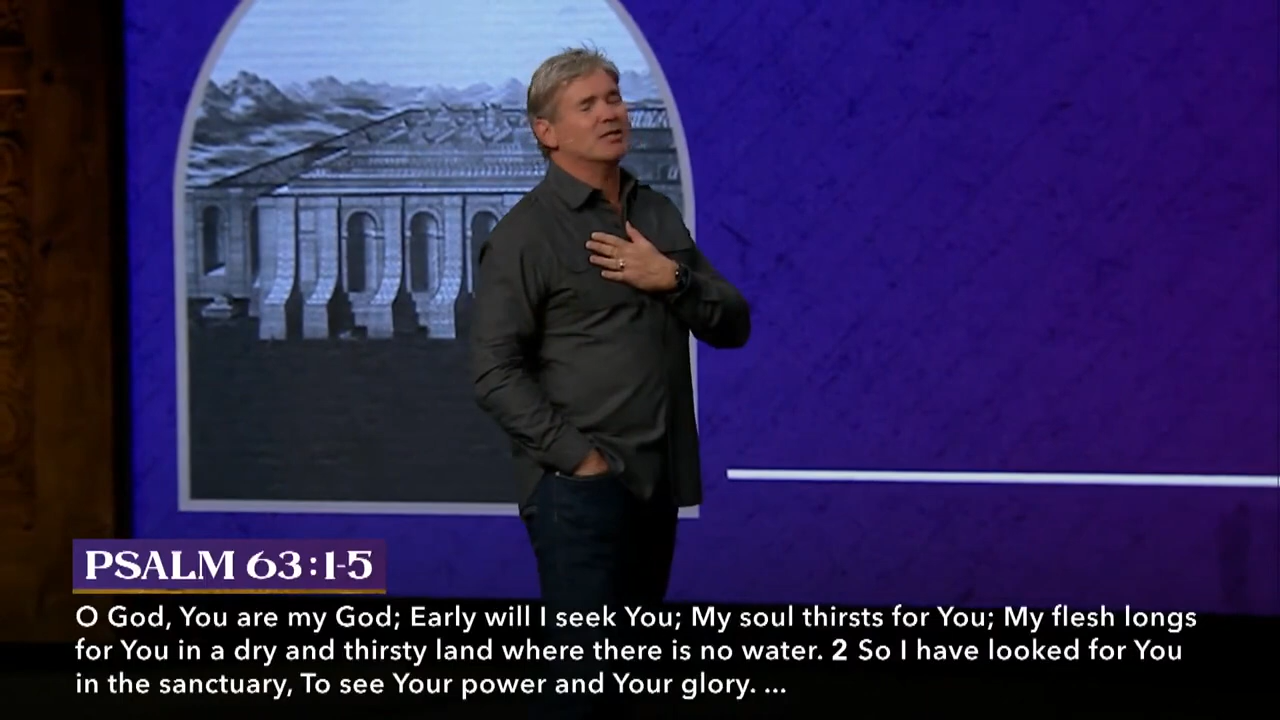 PSALM 63:1-5
O God, You are my God; Early will I seek You; My soul thirsts for You; My flesh longs
for You in a dry and thirsty land where there is no water. 2 So I have looked for You
in the sanctuary, To see Your power and Your glory. ...